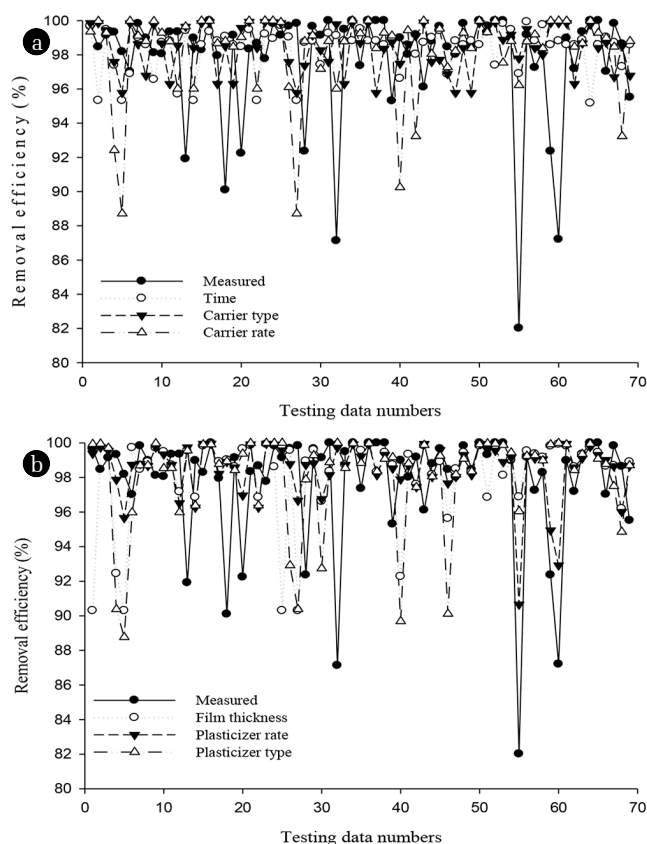 a
100
98
96
94
92
90
88
86
84
82
80
Removal efficiency (%)
Measured
Time
Carrier type
Carrier rate
0 10 20 30 40 50 60 70
Testing data numbers
b
100
98
96
94
92
90
88
86
84
82
80
Removal efficiency (%)
Measured
Film thickness
Plasticizer rate
Plasticizer type
0 10 20 30 40 50 60 70
Testing data numbers